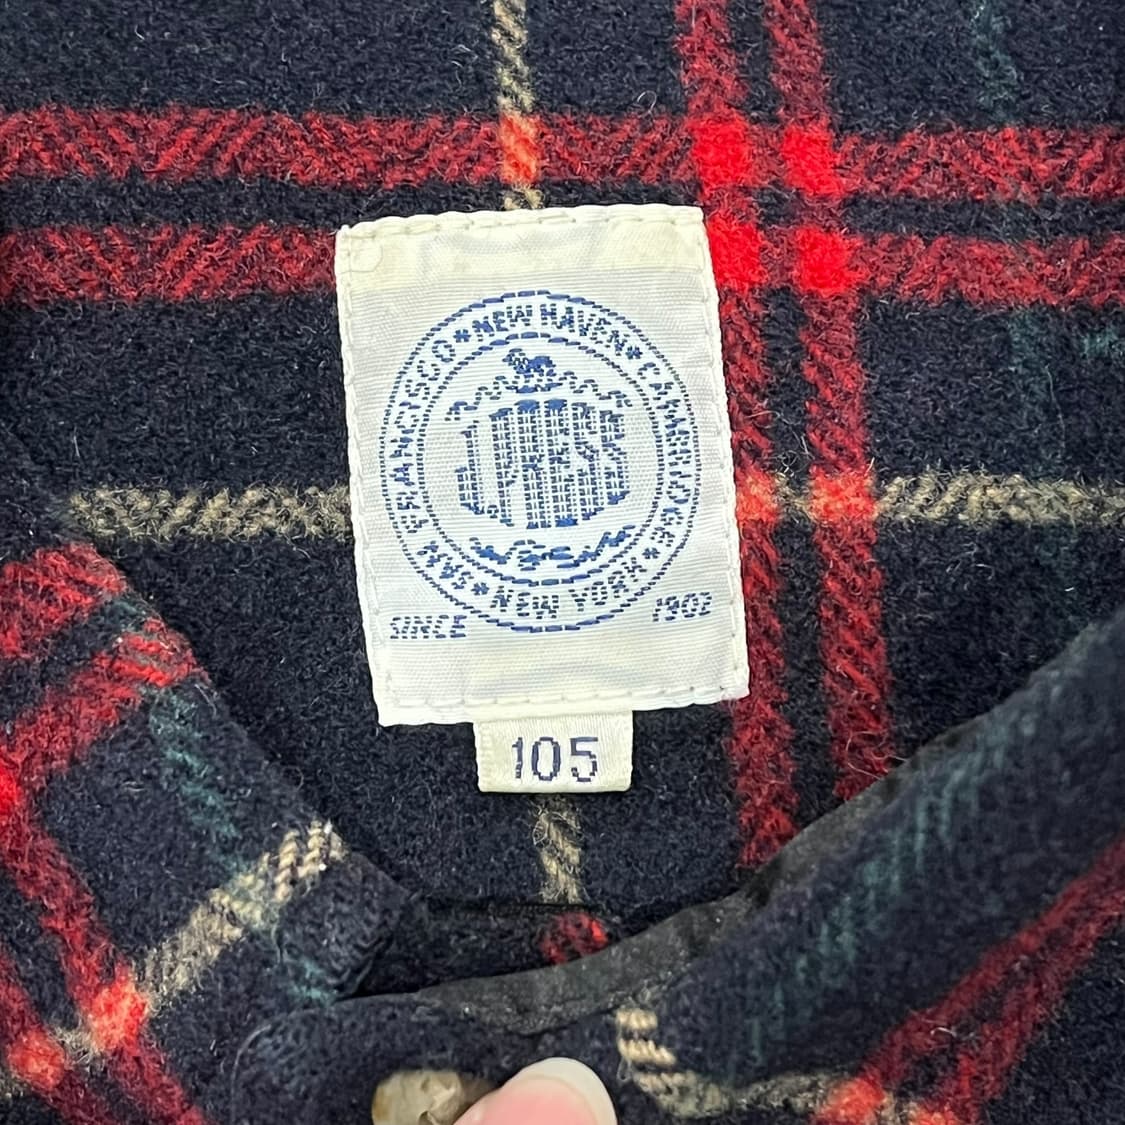 NEW HAVEN * CAMBRIDGE * NEW YORK * SAN FRANCISCO *
J. PRESS
SINCE 1902
105